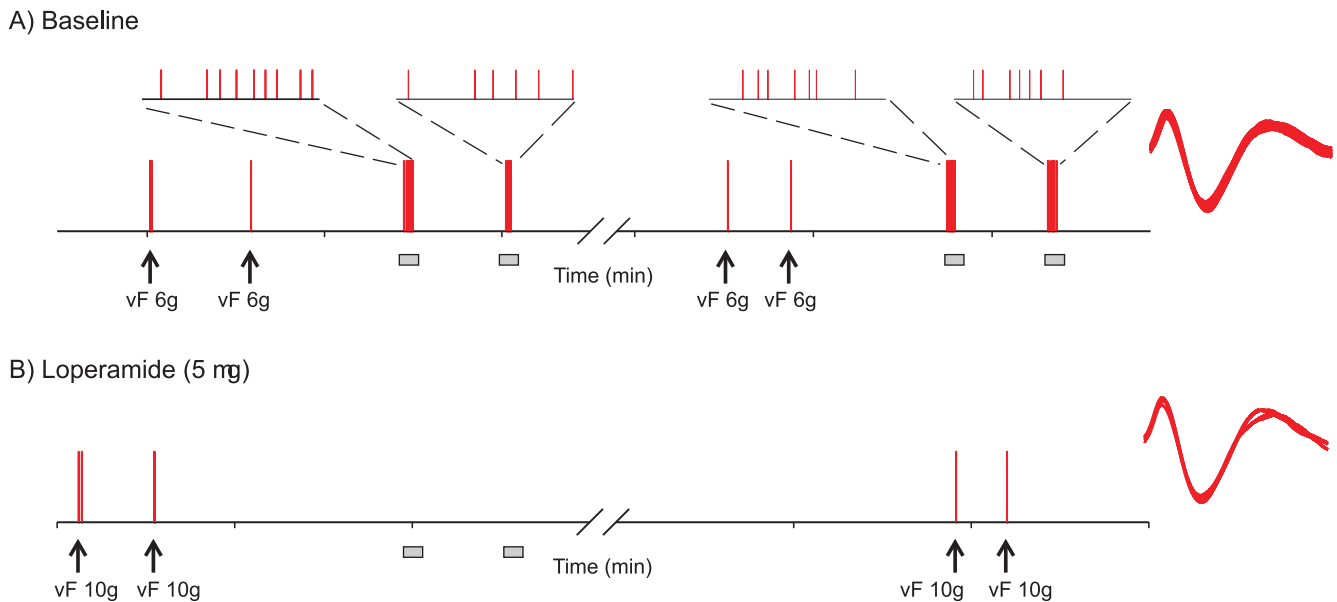 A) Baseline
vF 6g
vF 6g
Time (min)
vF 6g
vF 6g
B) Loperamide (5 mg)
vF 10g
vF 10g
Time (min)
vF 10g
vF 10g